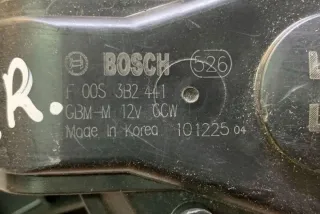 BOSCH 526
F 00S 3B2 441
GBM-M 12V CCW
Made in Korea 101225 04
R.